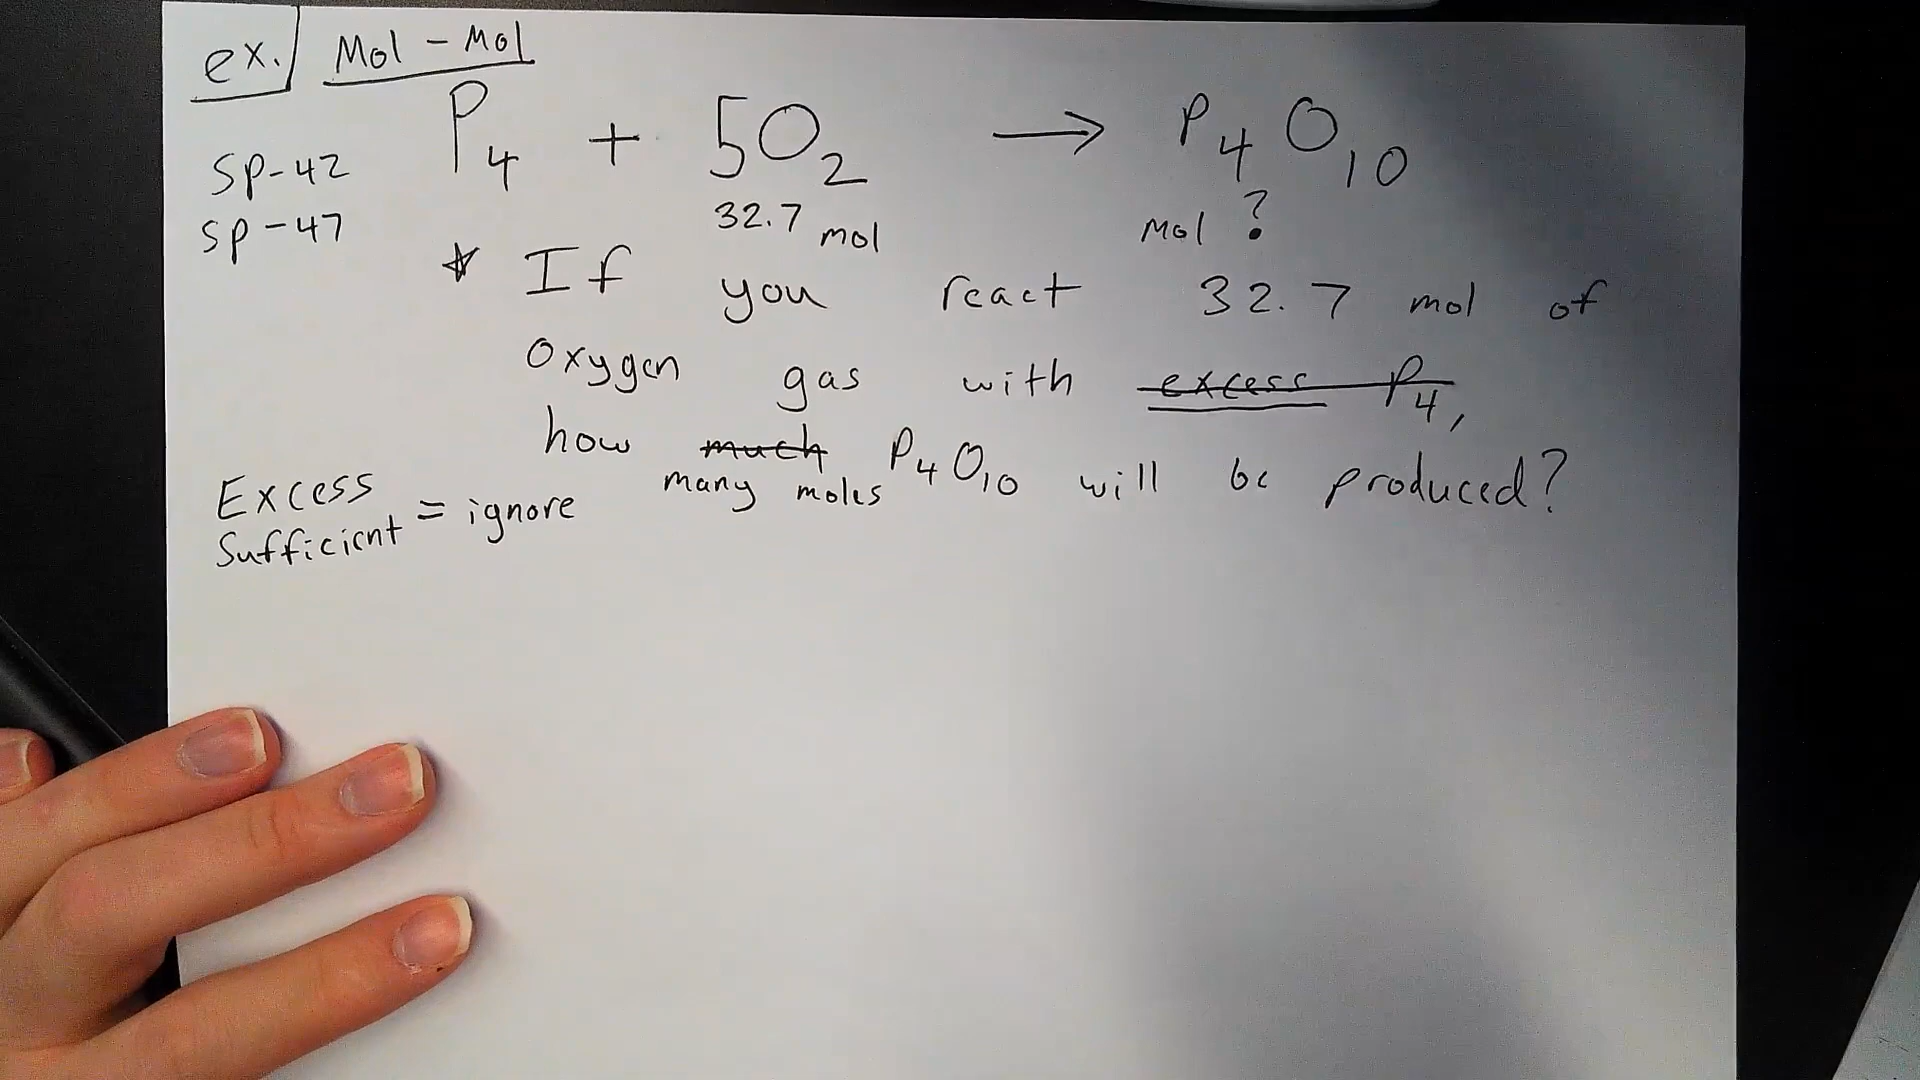 ex. Mol - Mol
P4 + 5O2 → P4O10
SP-42
SP-47
32.7 mol
Mol ?
* If you react 32.7 mol of
oxygen gas with excess P4,
how much P4O10 will be produced?
many moles
Excess
Sufficient = ignore